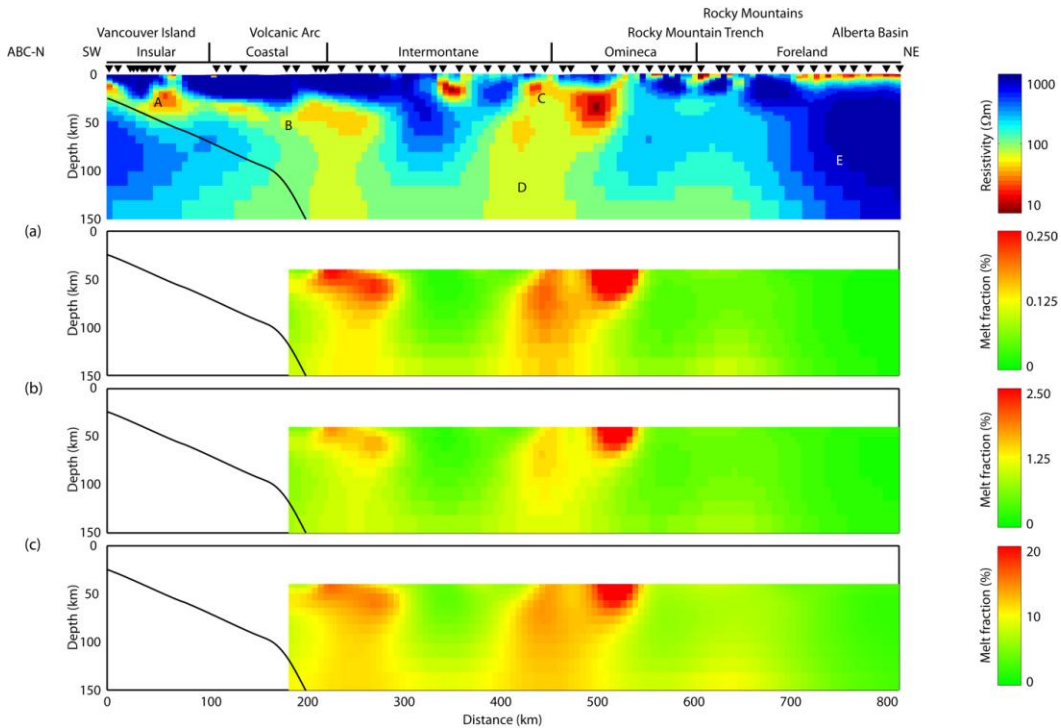 Rocky Mountains
Vancouver Island Volcanic Arc Rocky Mountain Trench Alberta Basin
ABC-N SW Insular Coastal Intermontane Omineca Foreland NE
0
50
100
150
Depth (km)
A
B
C
D
E
1000
100
10
Resistivity (Ωm)
(a)
0
50
100
150
Depth (km)
0.250
0.125
0
Melt fraction (%)
(b)
0
50
100
150
Depth (km)
2.50
1.25
0
Melt fraction (%)
(c)
0
50
100
150
Depth (km)
20
10
0
Melt fraction (%)
0 100 200 300 400 500 600 700 800
Distance (km)